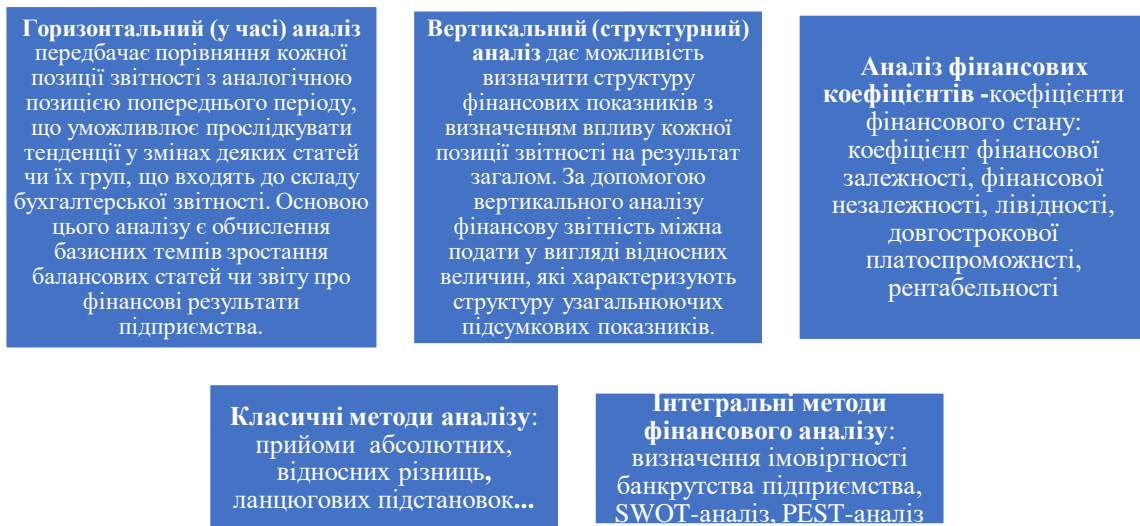 Горизонтальний (у часі) аналіз
передбачає порівняння кожної
позиції звітності з аналогічною
позицією попереднього періоду,
що уможливлює прослідкувати
тенденції у змінах деяких статей
чи їх груп, що входять до складу
бухгалтерської звітності. Основою
цього аналізу є обчислення
базисних темпів зростання
балансових статей чи звіту про
фінансові результати
підприємства.
Вертикальний (структурний)
аналіз дає можливість
визначити структуру
фінансових показників з
визначенням впливу кожної
позиції звітності на результат
загалом. За допомогою
вертикального аналізу
фінансову звітність міжна
подати у вигляді відносних
величин, які характеризують
структуру узагальнюючих
підсумкових показників.
Аналіз фінансових
коефіцієнтів -коефіцієнти
фінансового стану:
коефіцієнт фінансової
залежності, фінансової
незалежності, лівідності,
довгострокової
платоспроможнсті,
рентабельності
Класичні методи аналізу:
прийоми абсолютних,
відносних різниць,
ланцюгових підстановок...
Інтегральні методи
фінансового аналізу:
визначення імовіргності
банкрутства підприємства,
SWOT-аналіз, PEST-аналіз